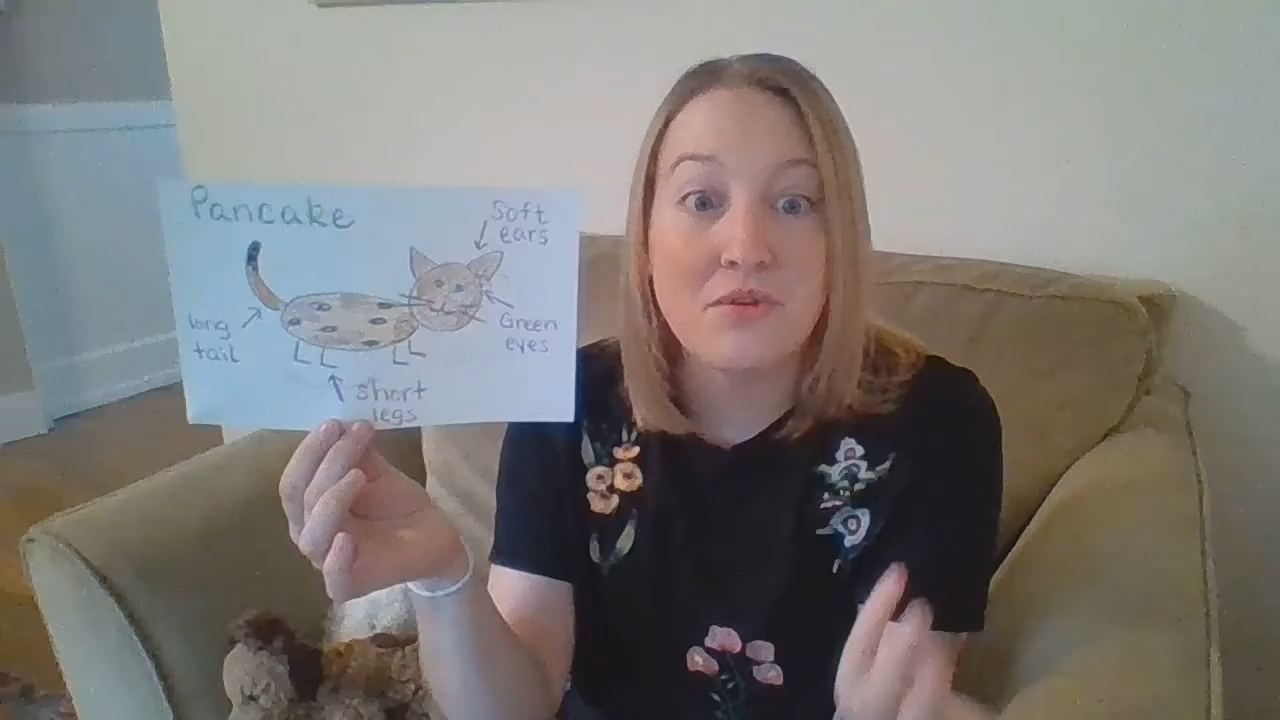 Pancake
Soft
ears
long
tail
Green
eyes
short
legs